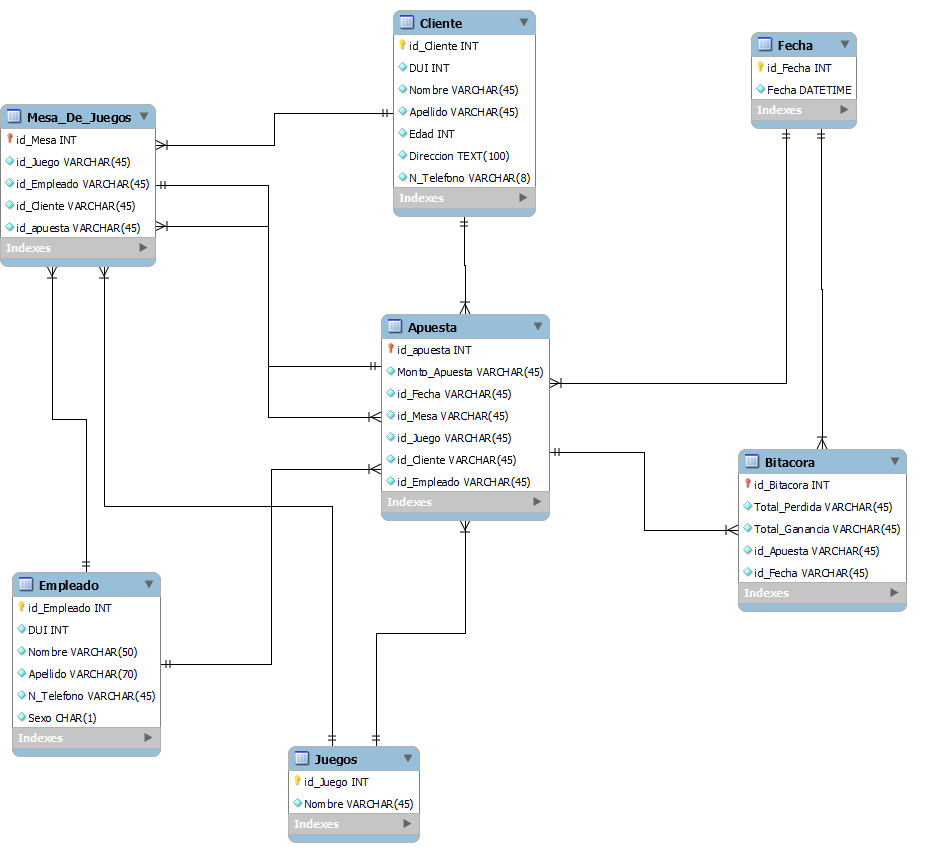 Cliente
id_Cliente INT
DUI INT
Nombre VARCHAR(45)
Apellido VARCHAR(45)
Edad INT
Direccion TEXT(100)
N_Telefono VARCHAR(8)
Indexes
Fecha
id_Fecha INT
Fecha DATETIME
Indexes
Mesa_De_Juegos
id_Mesa INT
id_Juego VARCHAR(45)
id_Empleado VARCHAR(45)
id_Cliente VARCHAR(45)
id_apuesta VARCHAR(45)
Indexes
Apuesta
id_apuesta INT
Monto_Apuesta VARCHAR(45)
id_Fecha VARCHAR(45)
id_Mesa VARCHAR(45)
id_Juego VARCHAR(45)
id_Cliente VARCHAR(45)
id_Empleado VARCHAR(45)
Indexes
Bitacora
id_Bitacora INT
Total_Perdida VARCHAR(45)
Total_Ganancia VARCHAR(45)
id_Apuesta VARCHAR(45)
id_Fecha VARCHAR(45)
Indexes
Empleado
id_Empleado INT
DUI INT
Nombre VARCHAR(50)
Apellido VARCHAR(70)
N_Telefono VARCHAR(45)
Sexo CHAR(1)
Indexes
Juegos
id_Juego INT
Nombre VARCHAR(45)
Indexes